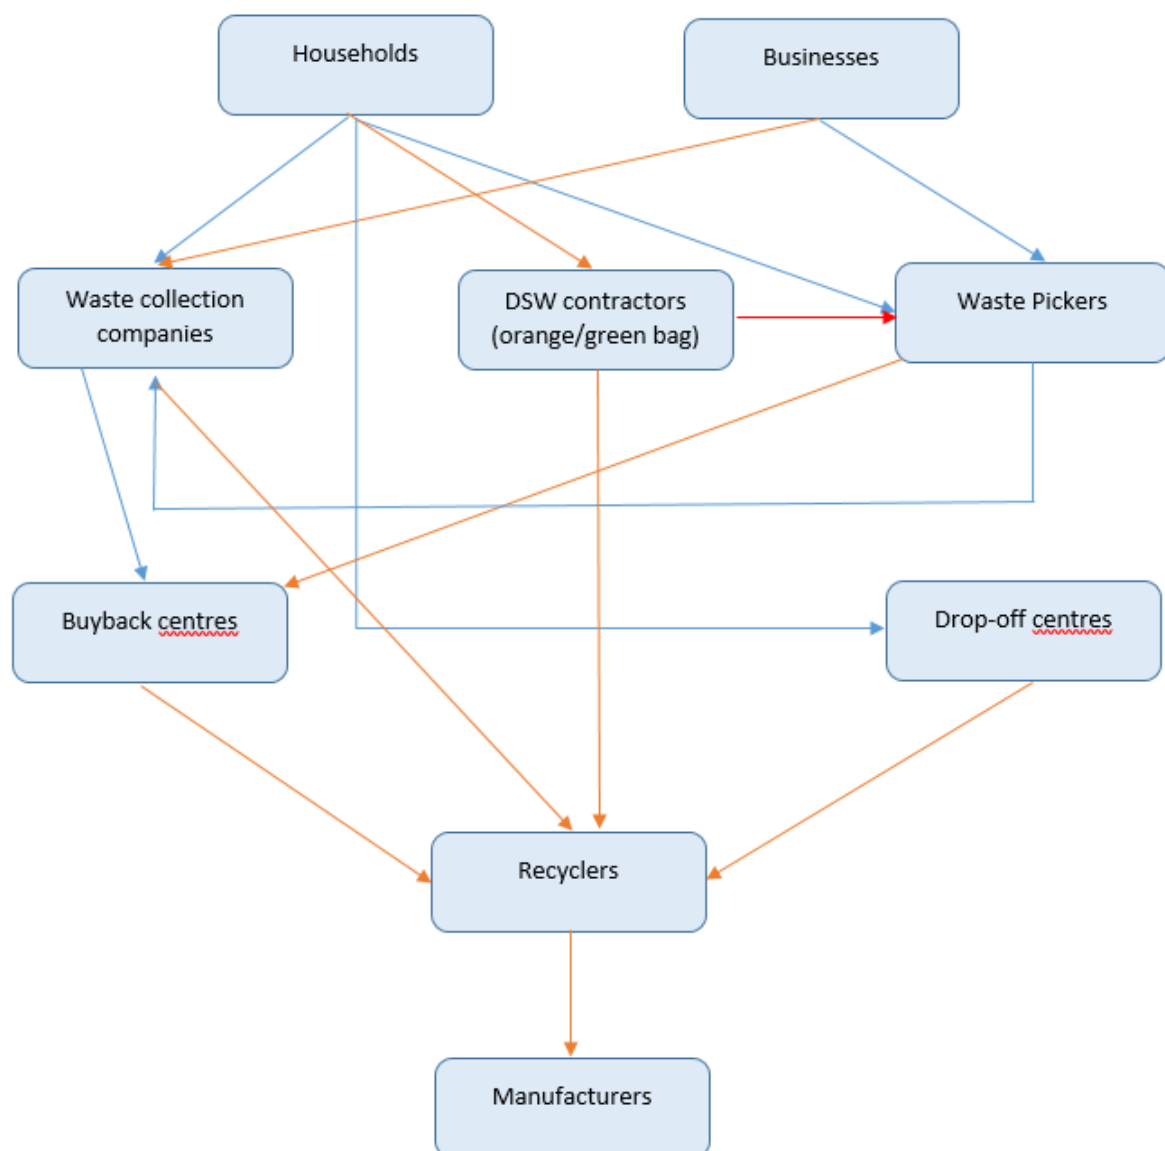 Households
Businesses
Waste collection
companies
DSW contractors
(orange/green bag)
Waste Pickers
Buyback centres
Drop-off centres
Recyclers
Manufacturers